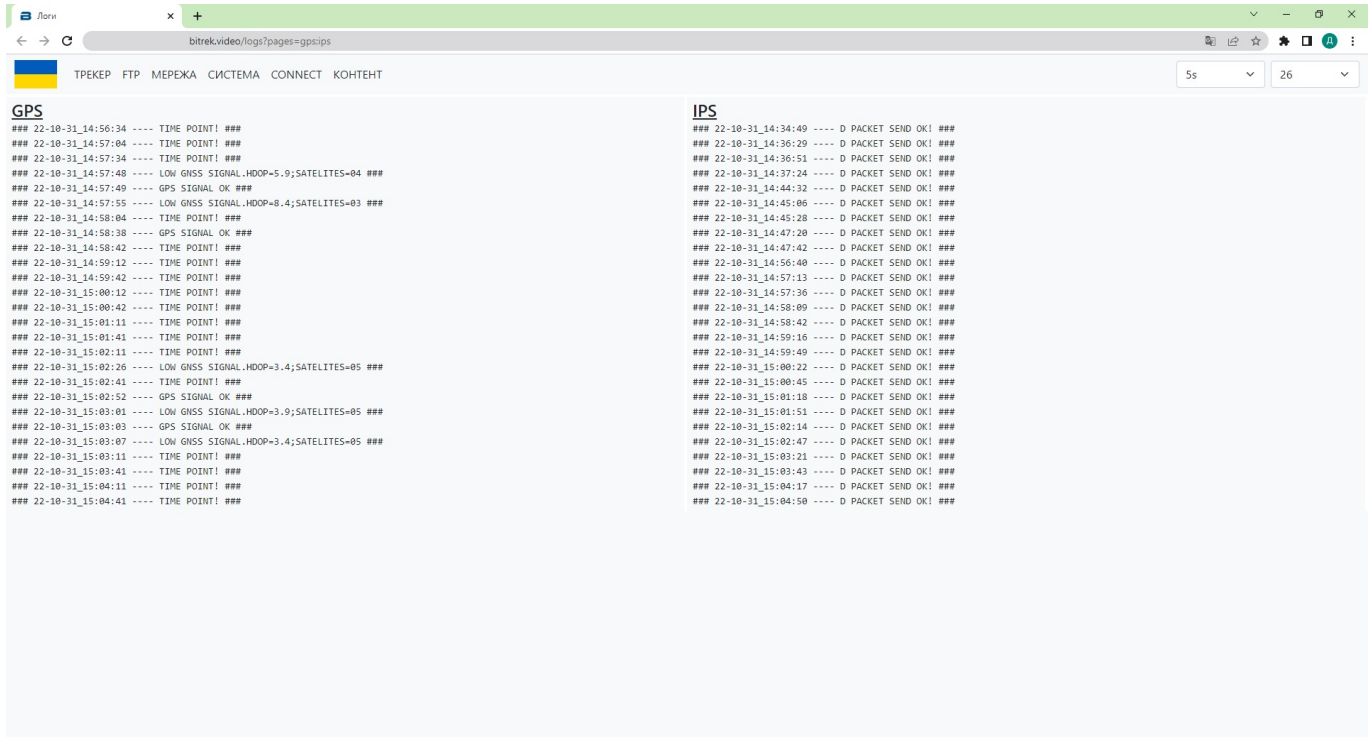 Логи
bitrek.video/logs?pages=gps:ips
Д
ТРЕКЕР FTP МЕРЕЖА СИСТЕМА CONNECT КОНТЕНТ
5s
26
GPS
### 22-10-31_14:56:34 ---- TIME POINT! ###
### 22-10-31_14:57:04 ---- TIME POINT! ###
### 22-10-31_14:57:34 ---- TIME POINT! ###
### 22-10-31_14:57:48 ---- LOW GNSS SIGNAL.HDOP=5.9;SATELITES=04 ###
### 22-10-31_14:57:49 ---- GPS SIGNAL OK ###
### 22-10-31_14:57:55 ---- LOW GNSS SIGNAL.HDOP=8.4;SATELITES=03 ###
### 22-10-31_14:58:04 ---- TIME POINT! ###
### 22-10-31_14:58:38 ---- GPS SIGNAL OK ###
### 22-10-31_14:58:42 ---- TIME POINT! ###
### 22-10-31_14:59:12 ---- TIME POINT! ###
### 22-10-31_14:59:42 ---- TIME POINT! ###
### 22-10-31_15:00:12 ---- TIME POINT! ###
### 22-10-31_15:00:42 ---- TIME POINT! ###
### 22-10-31_15:01:11 ---- TIME POINT! ###
### 22-10-31_15:01:41 ---- TIME POINT! ###
### 22-10-31_15:02:11 ---- TIME POINT! ###
### 22-10-31_15:02:26 ---- LOW GNSS SIGNAL.HDOP=3.4;SATELITES=05 ###
### 22-10-31_15:02:41 ---- TIME POINT! ###
### 22-10-31_15:02:52 ---- GPS SIGNAL OK ###
### 22-10-31_15:03:01 ---- LOW GNSS SIGNAL.HDOP=3.9;SATELITES=05 ###
### 22-10-31_15:03:03 ---- GPS SIGNAL OK ###
### 22-10-31_15:03:07 ---- LOW GNSS SIGNAL.HDOP=3.4;SATELITES=05 ###
### 22-10-31_15:03:11 ---- TIME POINT! ###
### 22-10-31_15:03:41 ---- TIME POINT! ###
### 22-10-31_15:04:11 ---- TIME POINT! ###
### 22-10-31_15:04:41 ---- TIME POINT! ###
IPS
### 22-10-31_14:34:49 ---- D PACKET SEND OK! ###
### 22-10-31_14:36:29 ---- D PACKET SEND OK! ###
### 22-10-31_14:36:51 ---- D PACKET SEND OK! ###
### 22-10-31_14:37:24 ---- D PACKET SEND OK! ###
### 22-10-31_14:44:32 ---- D PACKET SEND OK! ###
### 22-10-31_14:45:06 ---- D PACKET SEND OK! ###
### 22-10-31_14:45:28 ---- D PACKET SEND OK! ###
### 22-10-31_14:47:20 ---- D PACKET SEND OK! ###
### 22-10-31_14:47:42 ---- D PACKET SEND OK! ###
### 22-10-31_14:56:40 ---- D PACKET SEND OK! ###
### 22-10-31_14:57:13 ---- D PACKET SEND OK! ###
### 22-10-31_14:57:36 ---- D PACKET SEND OK! ###
### 22-10-31_14:58:09 ---- D PACKET SEND OK! ###
### 22-10-31_14:58:42 ---- D PACKET SEND OK! ###
### 22-10-31_14:59:16 ---- D PACKET SEND OK! ###
### 22-10-31_14:59:49 ---- D PACKET SEND OK! ###
### 22-10-31_15:00:22 ---- D PACKET SEND OK! ###
### 22-10-31_15:00:45 ---- D PACKET SEND OK! ###
### 22-10-31_15:01:18 ---- D PACKET SEND OK! ###
### 22-10-31_15:01:51 ---- D PACKET SEND OK! ###
### 22-10-31_15:02:14 ---- D PACKET SEND OK! ###
### 22-10-31_15:02:47 ---- D PACKET SEND OK! ###
### 22-10-31_15:03:21 ---- D PACKET SEND OK! ###
### 22-10-31_15:03:43 ---- D PACKET SEND OK! ###
### 22-10-31_15:04:17 ---- D PACKET SEND OK! ###
### 22-10-31_15:04:50 ---- D PACKET SEND OK! ###